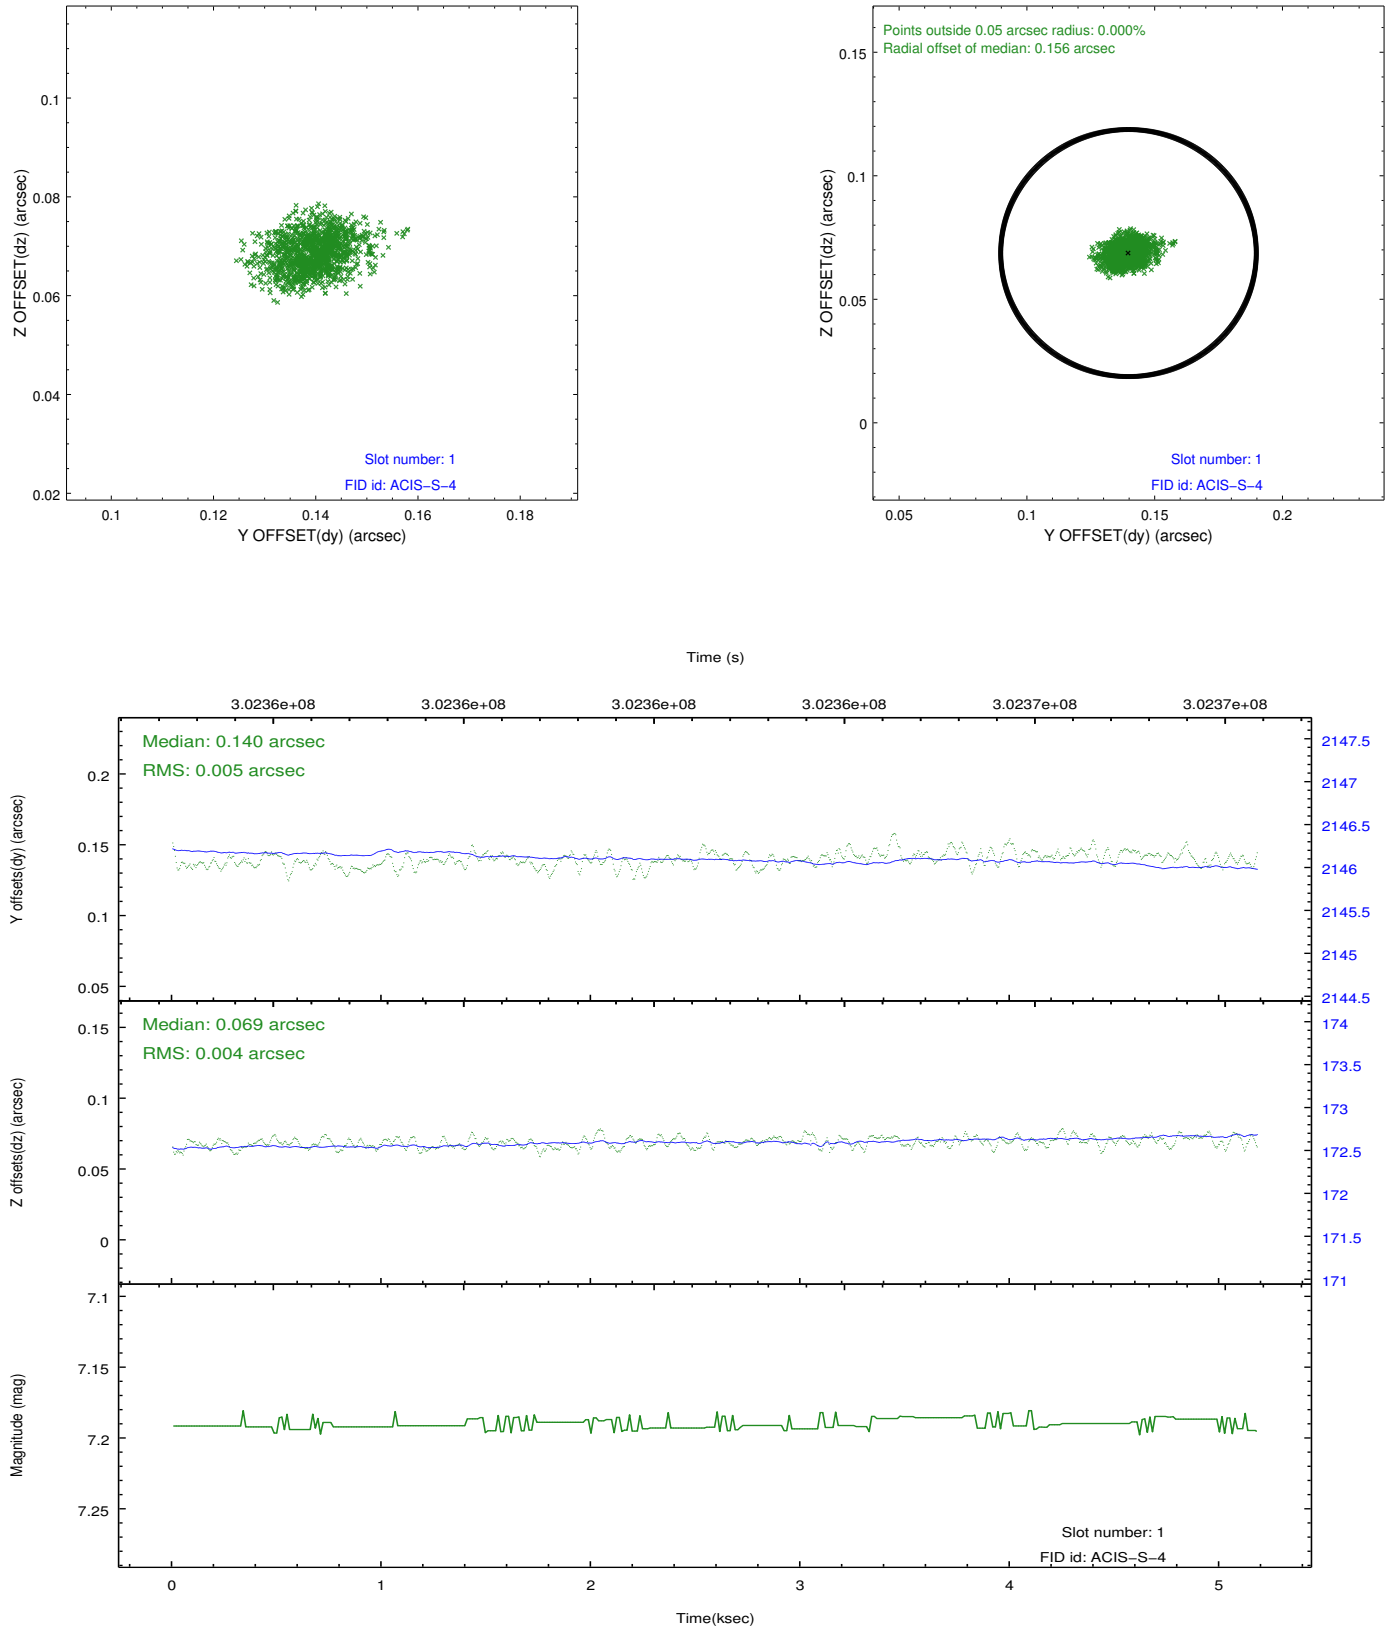 0.1
0.08
0.06
0.04
0.02
Z OFFSET(dz) (arcsec)
Slot number: 1
FID id: ACIS−S−4
0.1 0.12 0.14 0.16 0.18
Y OFFSET(dy) (arcsec)
Points outside 0.05 arcsec radius: 0.000%
Radial offset of median: 0.156 arcsec
0.15
0.1
0.05
0
Z OFFSET(dz) (arcsec)
Slot number: 1
FID id: ACIS−S−4
0.05 0.1 0.15 0.2
Y OFFSET(dy) (arcsec)
Time (s)
3.0236e+08 3.0236e+08 3.0236e+08 3.0236e+08 3.0237e+08 3.0237e+08
Median: 0.140 arcsec
RMS: 0.005 arcsec
0.2
0.15
0.1
0.05
Y offsets(dy) (arcsec)
2147.5
2147
2146.5
2146
2145.5
2145
2144.5
Median: 0.069 arcsec
RMS: 0.004 arcsec
0.15
0.1
0.05
0
Z offsets(dz) (arcsec)
174
173.5
173
172.5
172
171.5
171
7.1
7.15
7.2
7.25
Magnitude (mag)
Slot number: 1
FID id: ACIS−S−4
0 1 2 3 4 5
Time(ksec)